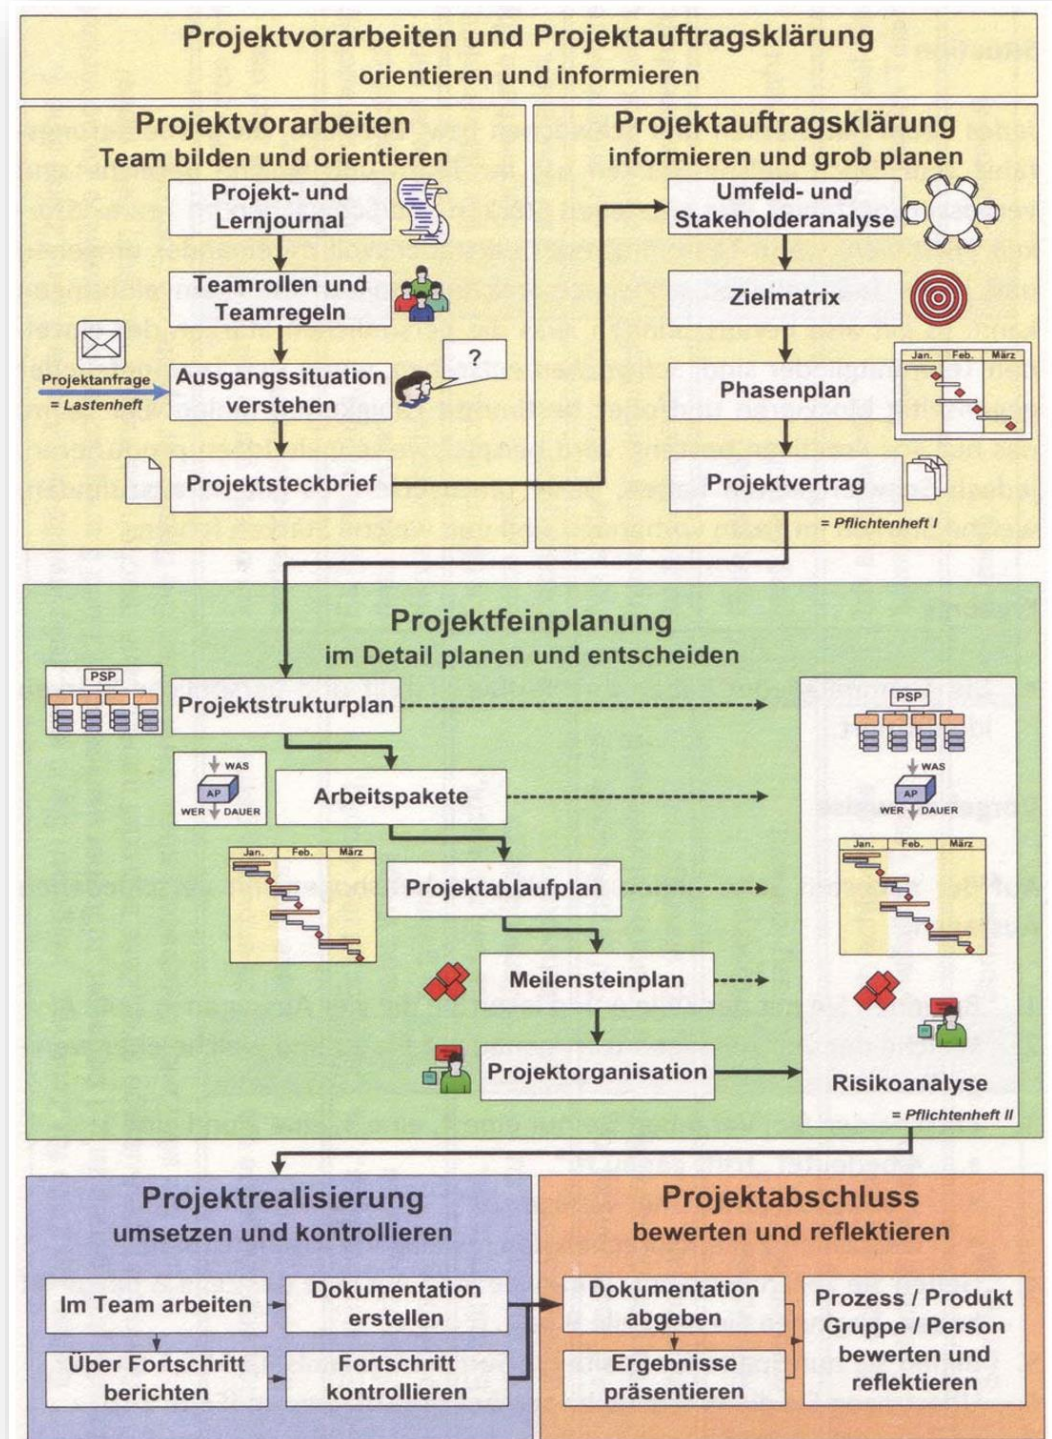 Projektvorarbeiten und Projektauftragsklärung
orientieren und informieren
Projektvorarbeiten
Team bilden und orientieren
Projekt- und
Lernjournal
Teamrollen und
Teamregeln
Projektanfrage
= Lastenheft
Ausgangssituation
verstehen
?
Projektsteckbrief
Projektauftragsklärung
informieren und grob planen
Umfeld- und
Stakeholderanalyse
Zielmatrix
Phasenplan
Jan. Feb. März
Projektvertrag
= Pflichtenheft I
Projektfeinplanung
im Detail planen und entscheiden
PSP
Projektstrukturplan
WAS
AP
WER DAUER
Arbeitspakete
Jan. Feb. März
Projektablaufplan
Meilensteinplan
Projektorganisation
PSP
WAS
AP
WER DAUER
Jan. Feb. März
Risikoanalyse
= Pflichtenheft II
Projektrealisierung
umsetzen und kontrollieren
Im Team arbeiten
Dokumentation
erstellen
Über Fortschritt
berichten
Fortschritt
kontrollieren
Projektabschluss
bewerten und reflektieren
Dokumentation
abgeben
Ergebnisse
präsentieren
Prozess / Produkt
Gruppe / Person
bewerten und
reflektieren